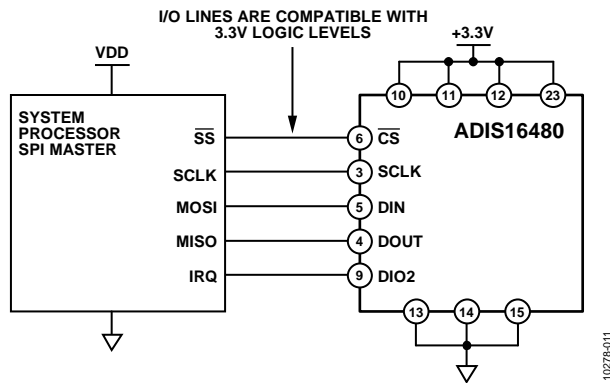 I/O LINES ARE COMPATIBLE WITH
3.3V LOGIC LEVELS
VDD
+3.3V
SYSTEM
PROCESSOR
SPI MASTER
10
11
12
23
ADIS16480
SS
6
CS
SCLK
3
SCLK
MOSI
5
DIN
MISO
4
DOUT
IRQ
9
DIO2
13
14
15
10278-011